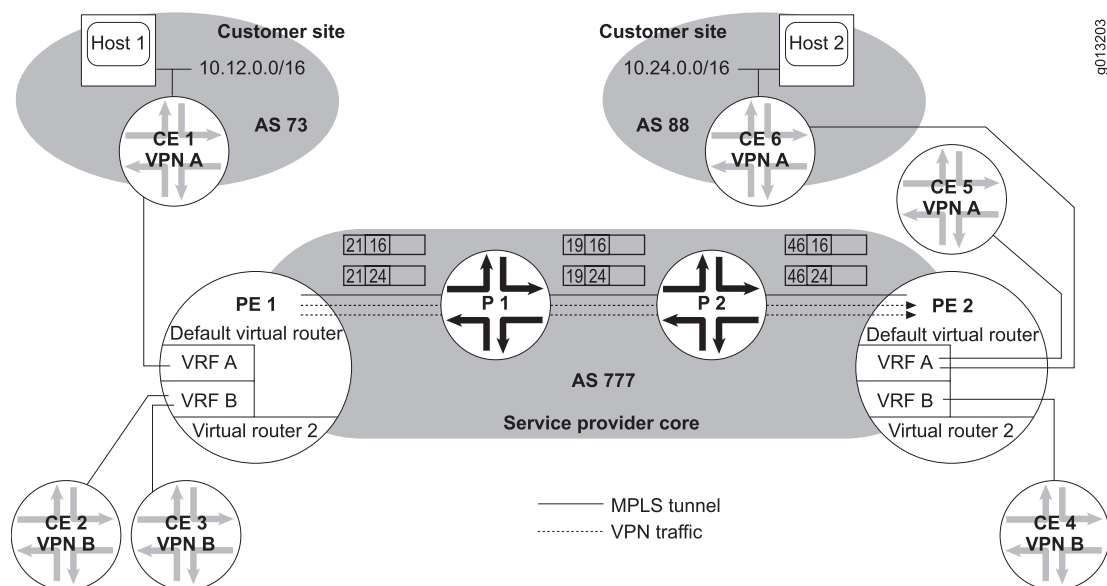 Host 1
Customer site
10.12.0.0/16
AS 73
CE 1
VPN A
Customer site
Host 2
10.24.0.0/16
AS 88
CE 6
VPN A
g013203
CE 5
VPN A
21 16
19 16
46 16
21 24
19 24
46 24
PE 1
P 1
P 2
PE 2
Default virtual router
Default virtual router
VRF A
VRF A
AS 777
VRF B
VRF B
Service provider core
Virtual router 2
Virtual router 2
CE 2
VPN B
CE 3
VPN B
MPLS tunnel
VPN traffic
CE 4
VPN B